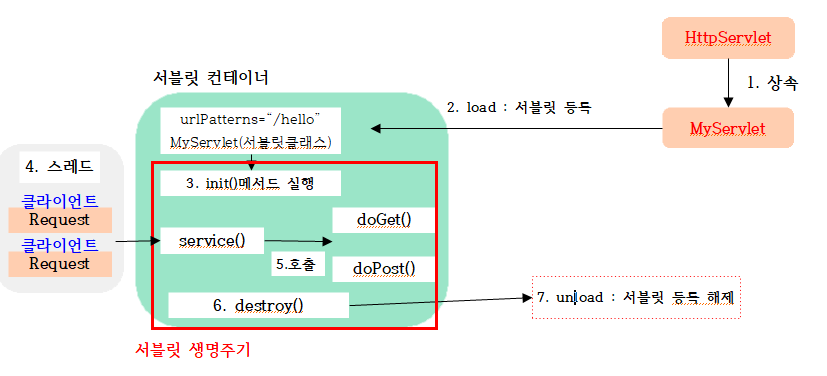 HttpServlet
1. 상속
서블릿 컨테이너
2. load : 서블릿 등록
urlPatterns=“/hello”
MyServlet(서블릿클래스)
MyServlet
4. 스레드
3. init()메서드 실행
클라이언트
Request
클라이언트
Request
service()
doGet()
5.호출
doPost()
6. destroy()
7. unload : 서블릿 등록 해제
서블릿 생명주기